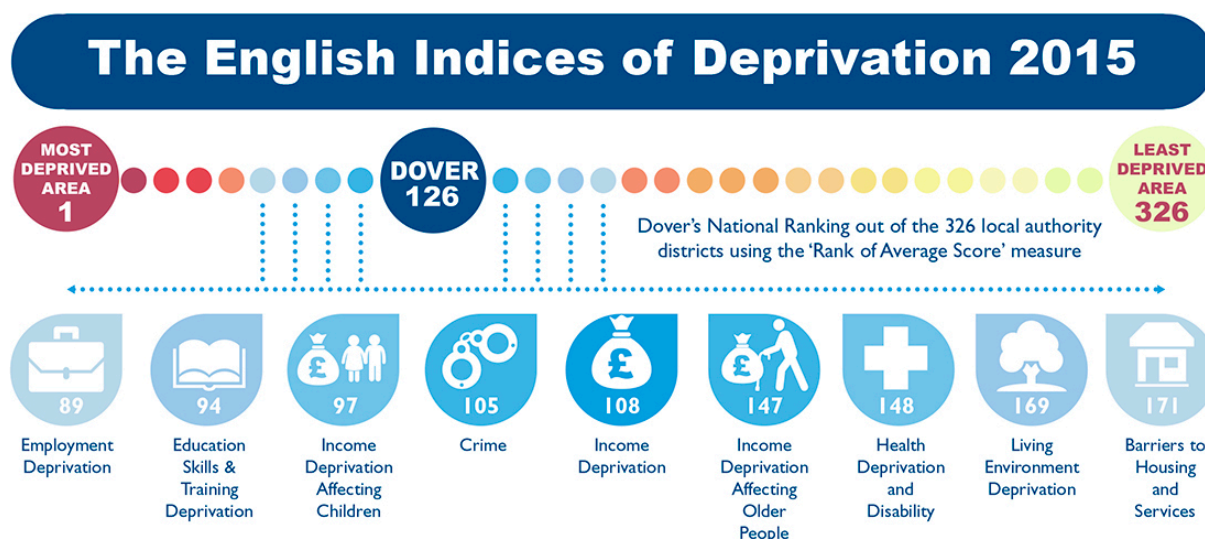 The English Indices of Deprivation 2015
MOST
DEPRIVED
AREA
1
DOVER
126
LEAST
DEPRIVED
AREA
326
Dover's National Ranking out of the 326 local authority
districts using the 'Rank of Average Score' measure
89
Employment
Deprivation
94
Education
Skills &
Training
Deprivation
£
97
Income
Deprivation
Affecting
Children
105
Crime
£
108
Income
Deprivation
£
147
Income
Deprivation
Affecting
Older
People
148
Health
Deprivation
and
Disability
169
Living
Environment
Deprivation
171
Barriers to
Housing
and
Services